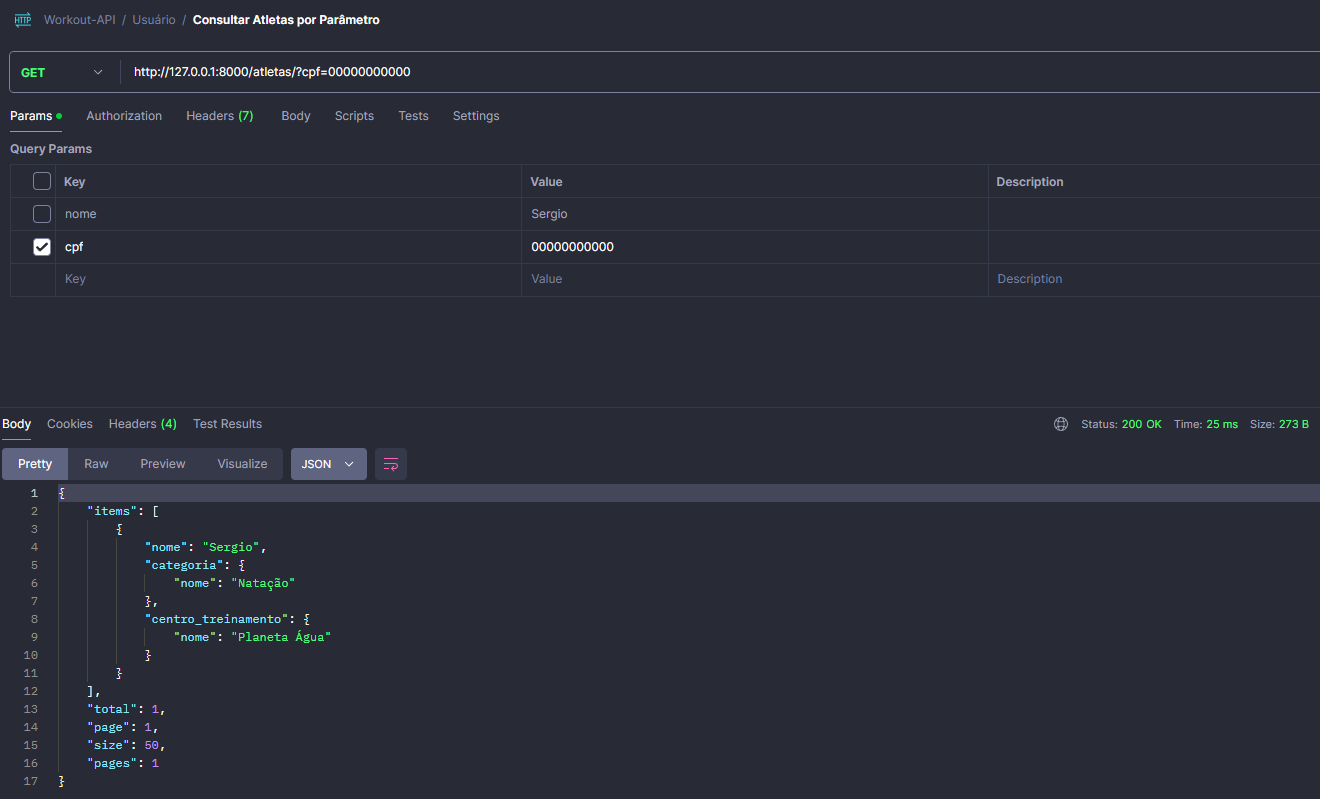 HTTP Workout-API / Usuário / Consultar Atletas por Parâmetro
GET http://127.0.0.1:8000/atletas/?cpf=00000000000
Params Authorization Headers (7) Body Scripts Tests Settings
Query Params
Key Value Description
nome Sergio
cpf 00000000000
Key Value Description
Body Cookies Headers (4) Test Results Status: 200 OK Time: 25 ms Size: 273 B
Pretty Raw Preview Visualize JSON
1 {
2 "items": [
3 {
4 "nome": "Sergio",
5 "categoria": {
6 "nome": "Natação"
7 },
8 "centro_treinamento": {
9 "nome": "Planeta Água"
10 }
11 }
12 ],
13 "total": 1,
14 "page": 1,
15 "size": 50,
16 "pages": 1
17 }